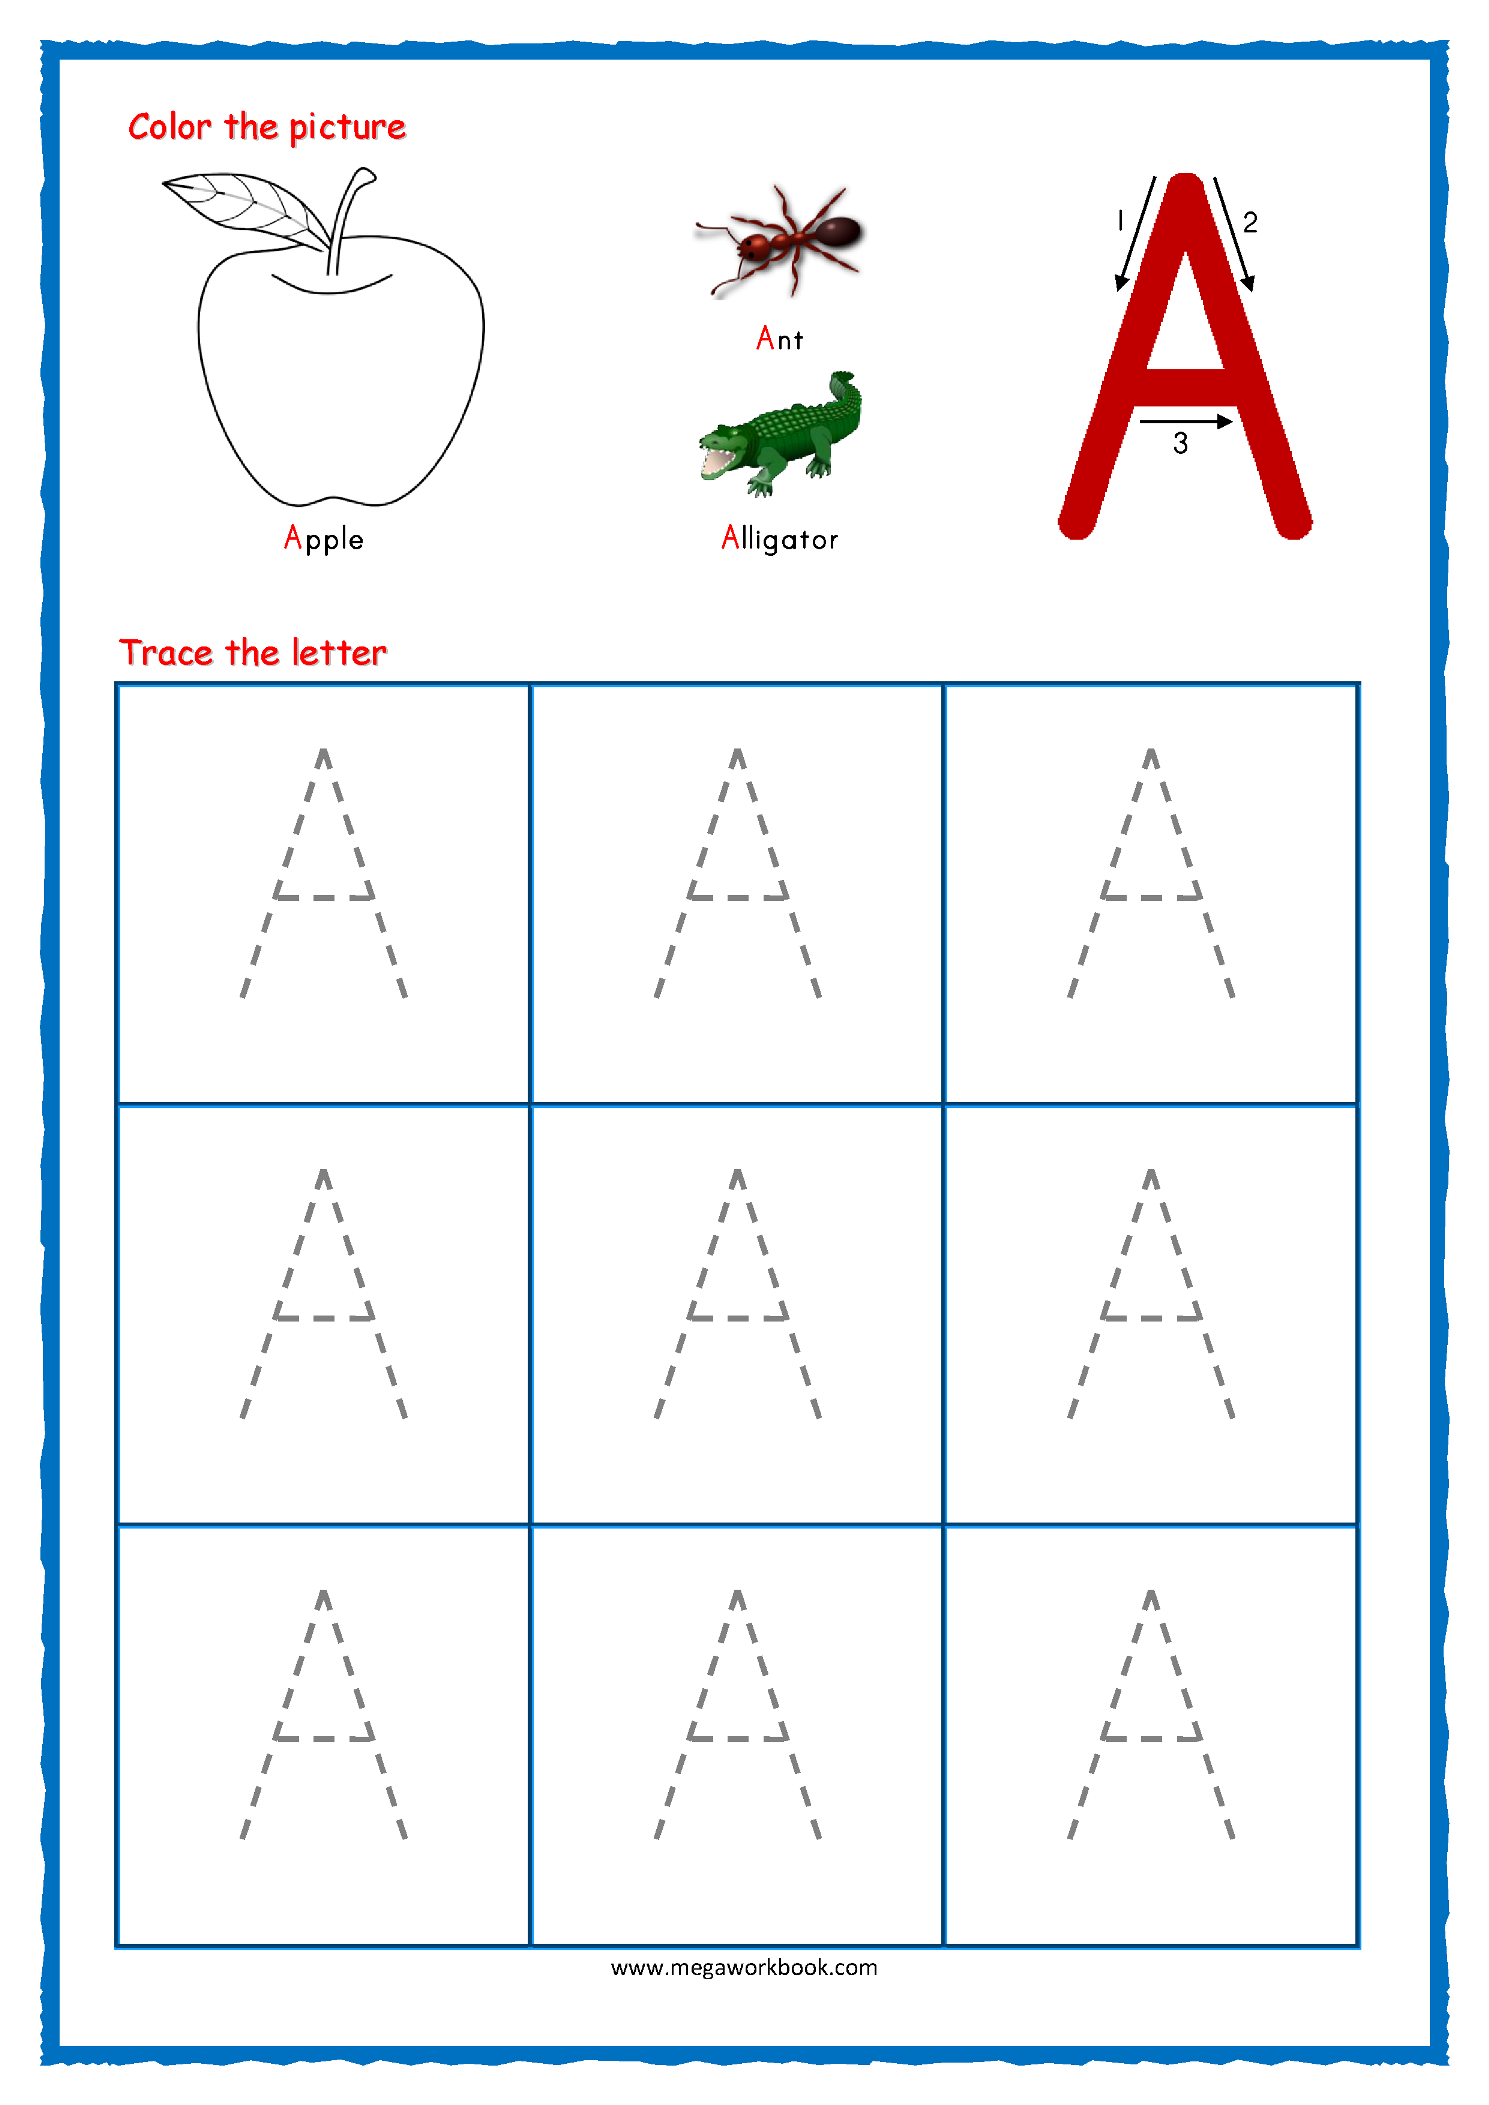 Color the picture
1
2
A
Ant
3
Apple
Alligator
Trace the letter
A A A
A A A
A A A
www.megaworkbook.com